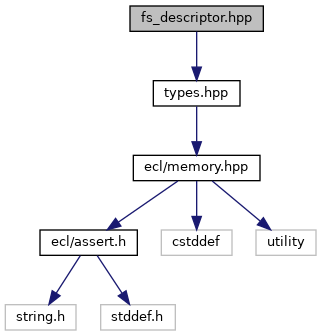 fs_descriptor.hpp
types.hpp
ecl/memory.hpp
ecl/assert.h
cstddef
utility
string.h
stddef.h